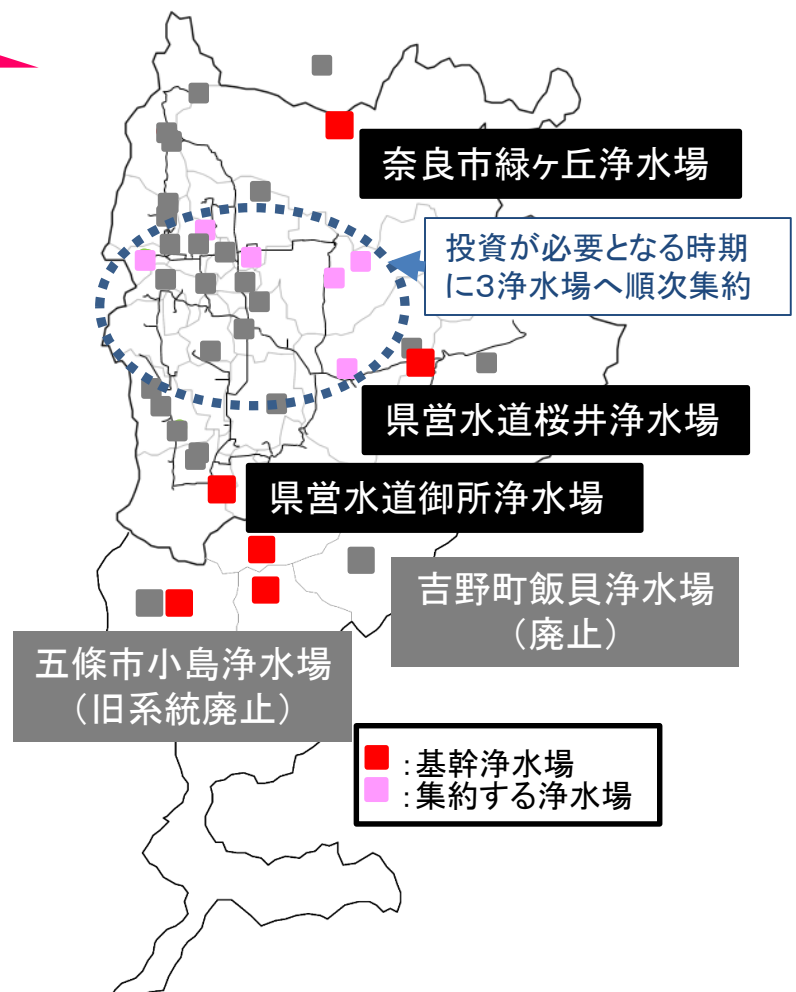 奈良市緑ヶ丘浄水場
投資が必要となる時期
に3浄水場へ順次集約
県営水道桜井浄水場
県営水道御所浄水場
吉野町飯貝浄水場
（廃止）
五條市小島浄水場
（旧系統廃止）
：基幹浄水場
：集約する浄水場